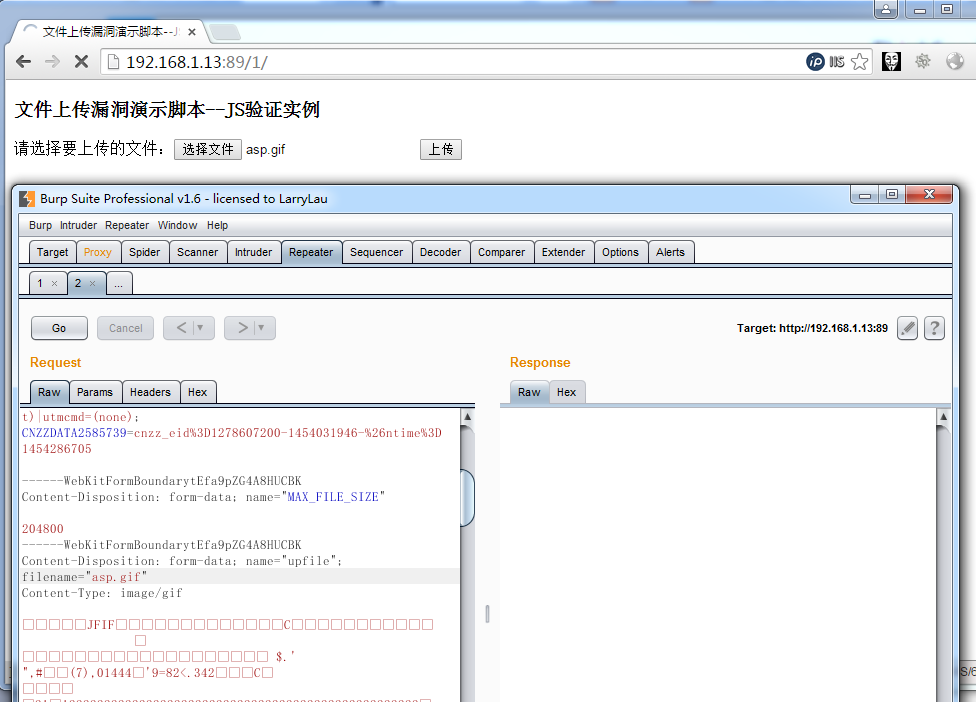 文件上传漏洞演示脚本--J
192.168.1.13:89/1/
ip IIS
文件上传漏洞演示脚本--JS验证实例
请选择要上传的文件： 选择文件 asp.gif 上传
Burp Suite Professional v1.6 - licensed to LarryLau
Burp Intruder Repeater Window Help
Target Proxy Spider Scanner Intruder Repeater Sequencer Decoder Comparer Extender Options Alerts
1 × 2 × ...
Go Cancel < > Target: http://192.168.1.13:89 ?
Request Response
Raw Params Headers Hex Raw Hex
t)|utmcmd=(none);
CNZZDATA2585739=cnzz_eid%3D1278607200-1454031946-%26ntime%3D
1454286705
------WebKitFormBoundarytEfa9pZG4A8HUCBK
Content-Disposition: form-data; name="MAX_FILE_SIZE"
204800
------WebKitFormBoundarytEfa9pZG4A8HUCBK
Content-Disposition: form-data; name="upfile";
filename="asp.gif"
Content-Type: image/gif
□□□□□JFIF□□□□□□□□□□□□□C□□□□□□□□□□□
□
□□□□□□□□□□□□□□□□□□□ $.'
",#□□(7),01444□'9=82<.342□□□C□
□□□□